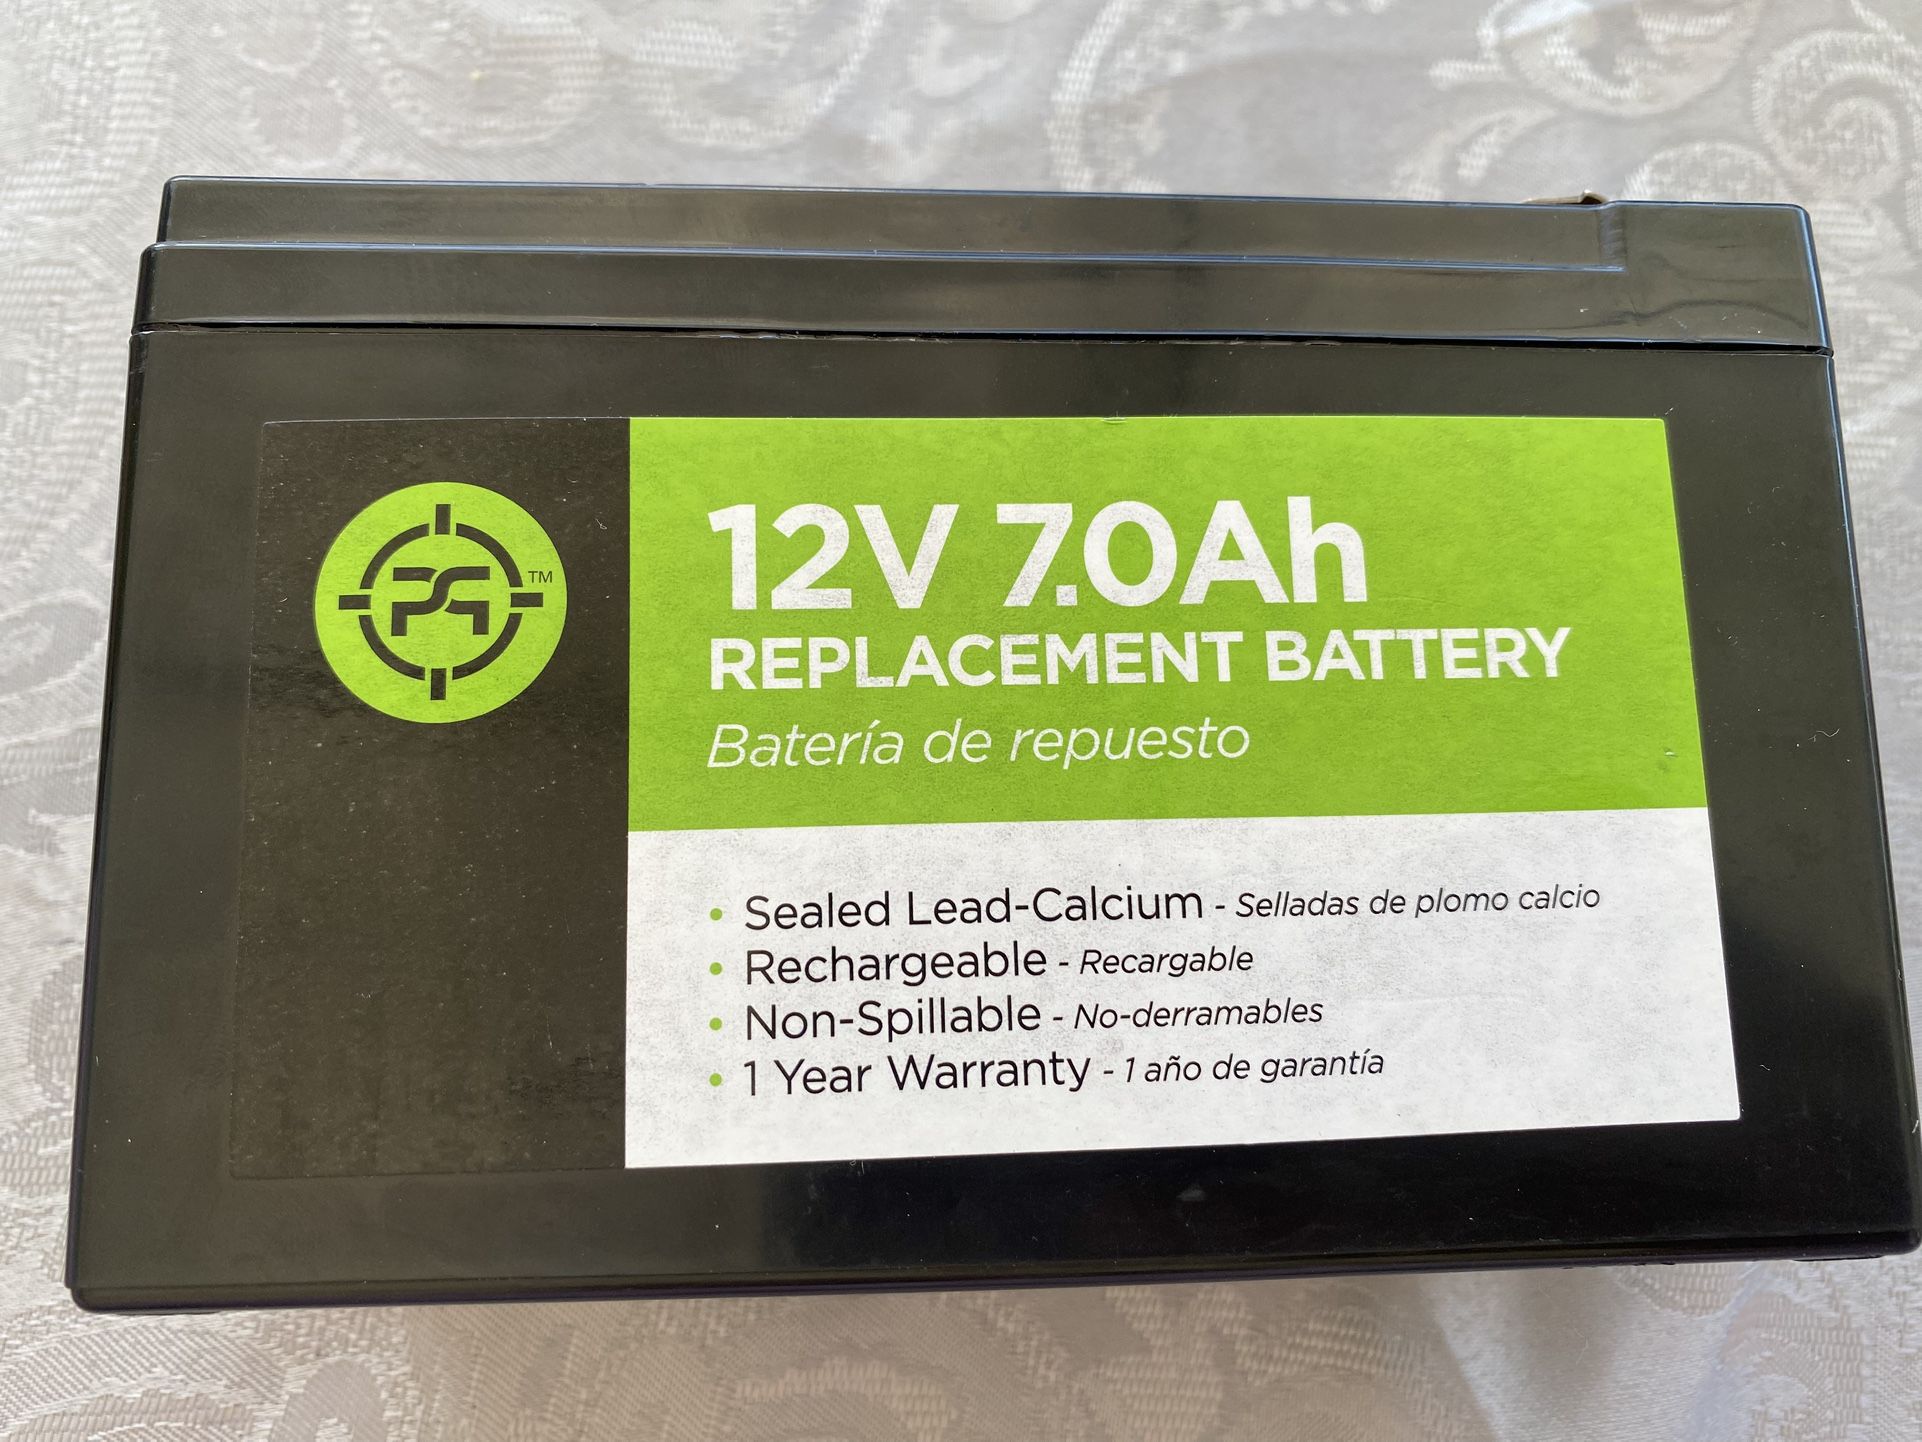 TM
12V 7.0Ah
REPLACEMENT BATTERY
Batería de repuesto
• Sealed Lead-Calcium - Selladas de plomo calcio
• Rechargeable - Recargable
• Non-Spillable - No-derramables
• 1 Year Warranty - 1 año de garantía